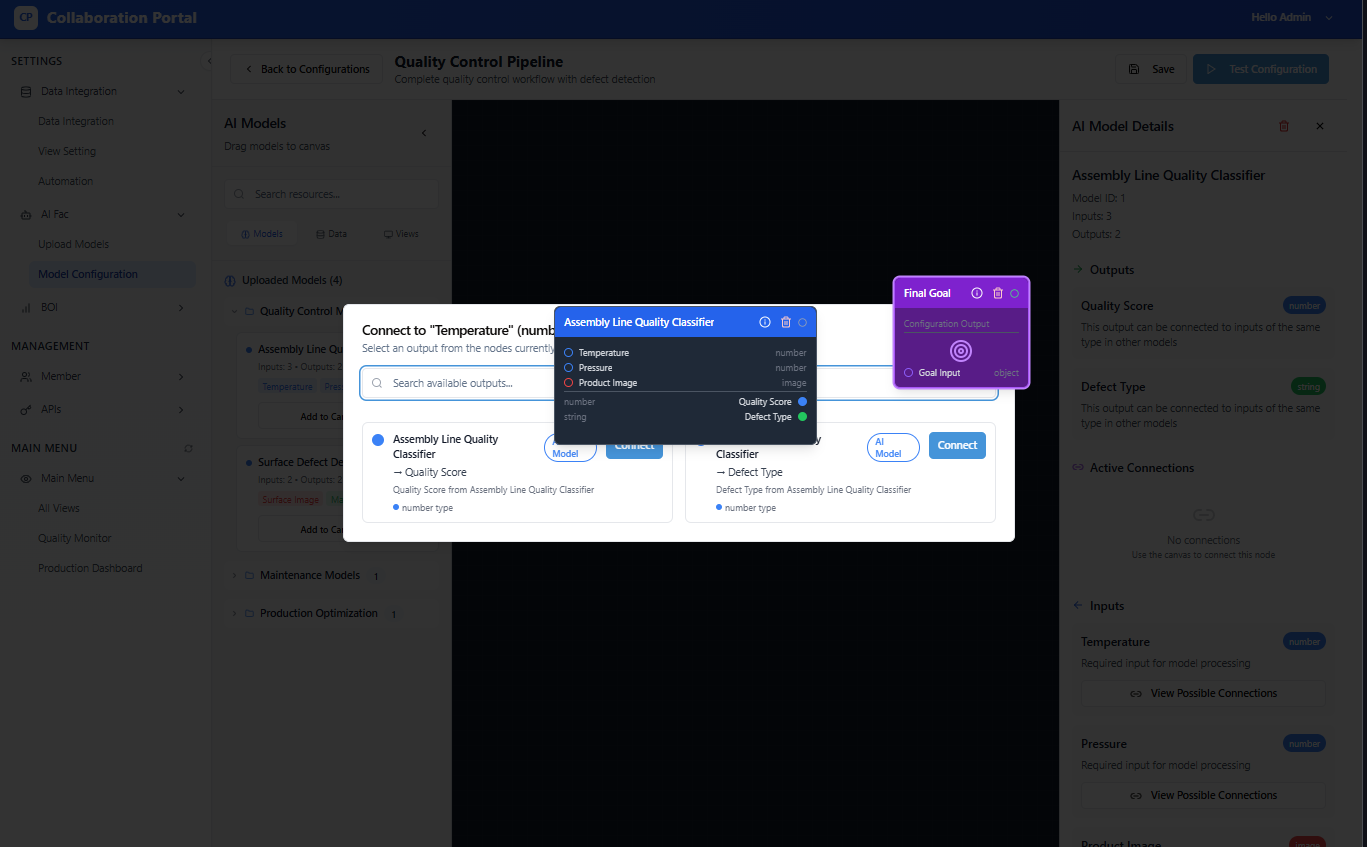 CP Collaboration Portal
Hello Admin
SETTINGS
Data Integration
Data Integration
View Setting
Automation
AI Fac
Upload Models
Model Configuration
BOI
MANAGEMENT
Member
APIs
MAIN MENU
Main Menu
All Views
Quality Monitor
Production Dashboard
Back to Configurations
Quality Control Pipeline
Complete quality control workflow with defect detection
Save
Test Configuration
AI Models
Drag models to canvas
Search resources...
Models Data Views
Uploaded Models (4)
Quality Control M
Assembly Line Qu
Inputs: 3 • Outputs: 2
Temperature Pres
Add to Ca
Surface Defect De
Inputs: 2 • Outputs: 2
Surface Image
Add to Ca
Maintenance Models 1
Production Optimization 1
Connect to "Temperature" (numb
Select an output from the nodes currently
Search available outputs...
Assembly Line Quality
Classifier
AI
Model
Connect
→ Quality Score
Quality Score from Assembly Line Quality Classifier
number type
Classifier
AI
Model
Connect
→ Defect Type
Defect Type from Assembly Line Quality Classifier
number type
Assembly Line Quality Classifier
Temperature number
Pressure number
Product Image image
number Quality Score
string Defect Type
Final Goal
Configuration Output
Goal Input object
AI Model Details
Assembly Line Quality Classifier
Model ID: 1
Inputs: 3
Outputs: 2
Outputs
Quality Score number
This output can be connected to inputs of the same
type in other models
Defect Type string
This output can be connected to inputs of the same
type in other models
Active Connections
No connections
Use the canvas to connect this node
Inputs
Temperature number
Required input for model processing
View Possible Connections
Pressure number
Required input for model processing
View Possible Connections
Product Image image